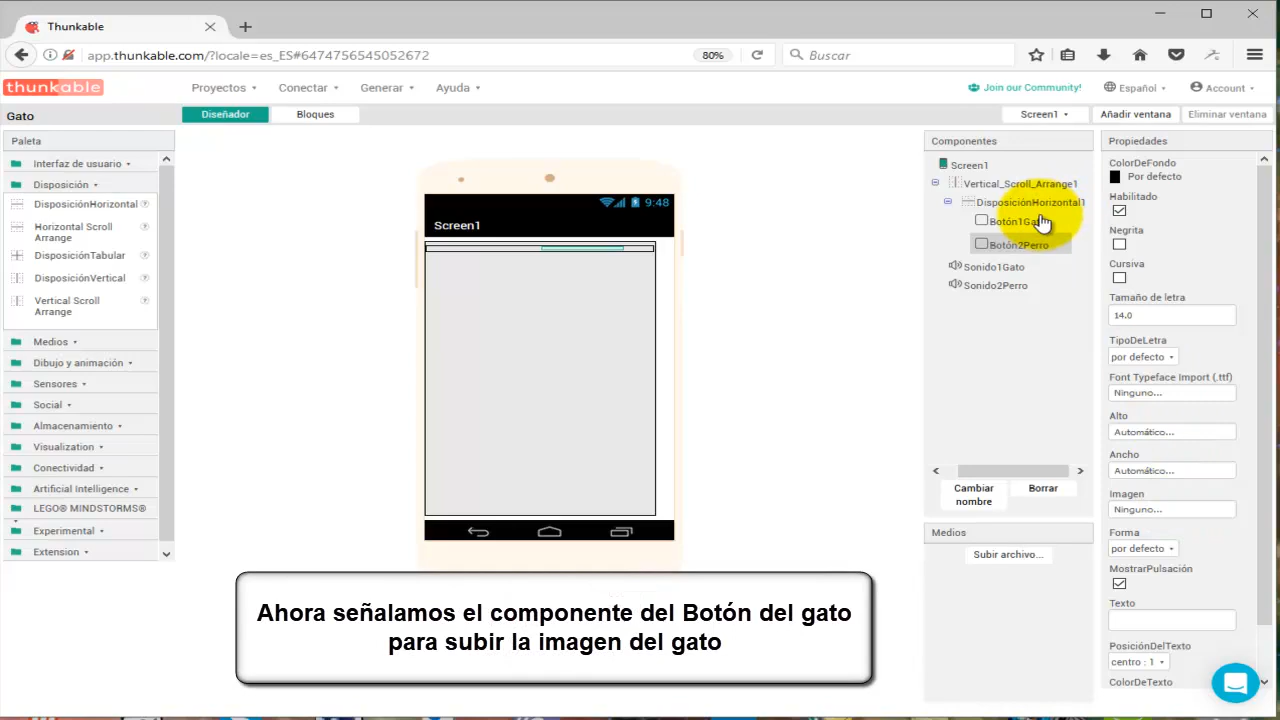 Thunkable
app.thunkable.com/?locale=es_ES#6474756545052672
80%
Buscar
thunkable
Proyectos
Conectar
Generar
Ayuda
Join our Community!
Español
Account
Gato
Diseñador
Bloques
Screen1
Añadir ventana
Eliminar ventana
Paleta
Interfaz de usuario
Disposición
DisposiciónHorizontal
Horizontal Scroll
Arrange
DisposiciónTabular
DisposiciónVertical
Vertical Scroll
Arrange
Medios
Dibujo y animación
Sensores
Social
Almacenamiento
Visualization
Conectividad
Artificial Intelligence
LEGO® MINDSTORMS®
Experimental
Extension
9:48
Screen1
Componentes
Screen1
Vertical_Scroll_Arrange1
DisposiciónHorizontal1
Botón1Gato
Botón2Perro
Sonido1Gato
Sonido2Perro
Cambiar
nombre
Borrar
Medios
Subir archivo...
Propiedades
ColorDeFondo
Por defecto
Habilitado
Negrita
Cursiva
Tamaño de letra
14.0
TipoDeLetra
por defecto
Font Typeface Import (.ttf)
Ninguno...
Alto
Automático...
Ancho
Automático...
Imagen
Ninguno...
Forma
por defecto
MostrarPulsación
Texto
PosiciónDelTexto
centro : 1
ColorDeTexto
Ahora señalamos el componente del Botón del gato
para subir la imagen del gato